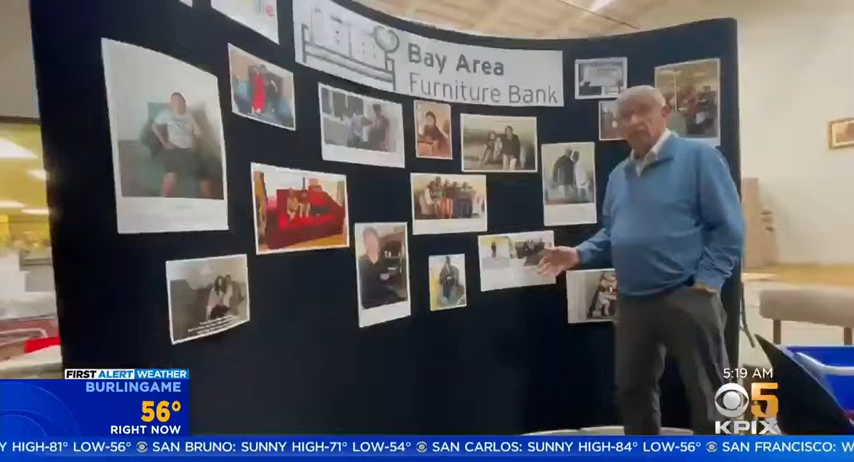 Bay Area
Furniture Bank
FIRST ALERT WEATHER
BURLINGAME
56°
RIGHT NOW
5:19 AM
5
KPIX
HIGH-81° LOW-56° SAN BRUNO: SUNNY HIGH-71° LOW-54° SAN CARLOS: SUNNY HIGH-84° LOW-56° SAN FRANCISCO: